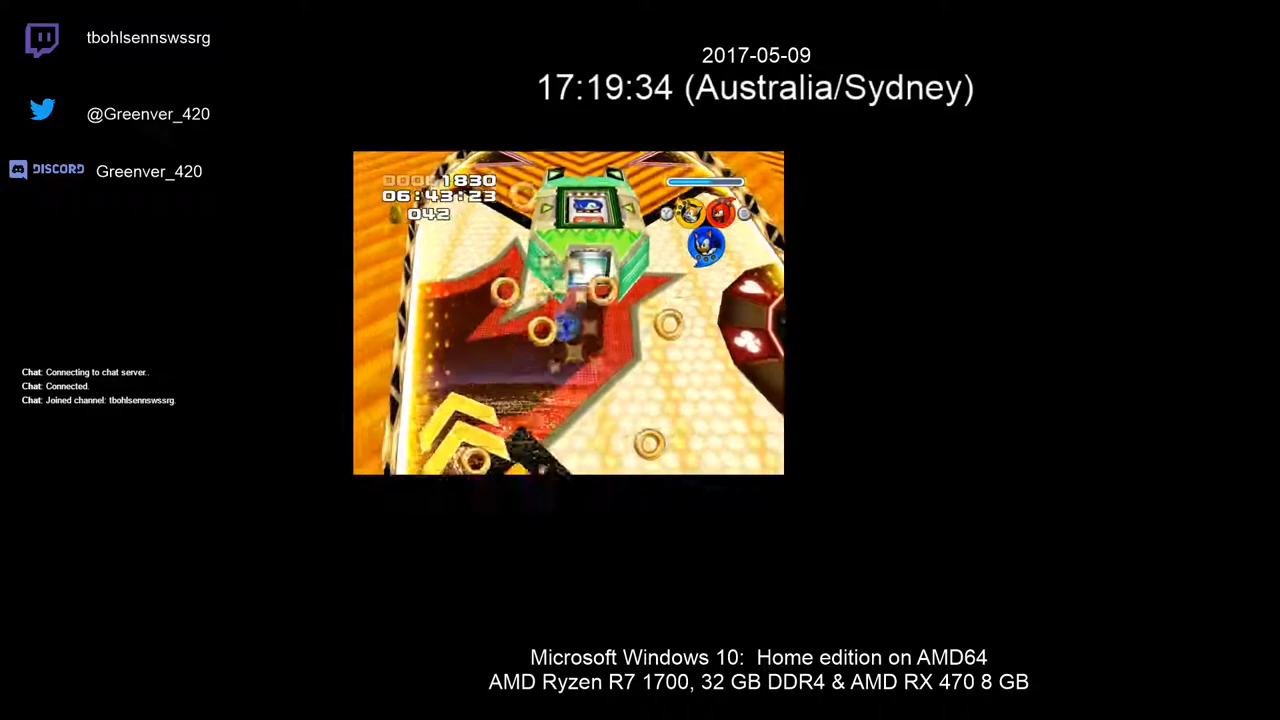 tbohlsennswssrg
2017-05-09
17:19:34 (Australia/Sydney)
@Greenver_420
DISCORD Greenver_420
1830
06:43:23
042
Chat: Connecting to chat server..
Chat: Connected.
Chat: Joined channel: tbohlsennswssrg.
Microsoft Windows 10: Home edition on AMD64
AMD Ryzen R7 1700, 32 GB DDR4 & AMD RX 470 8 GB